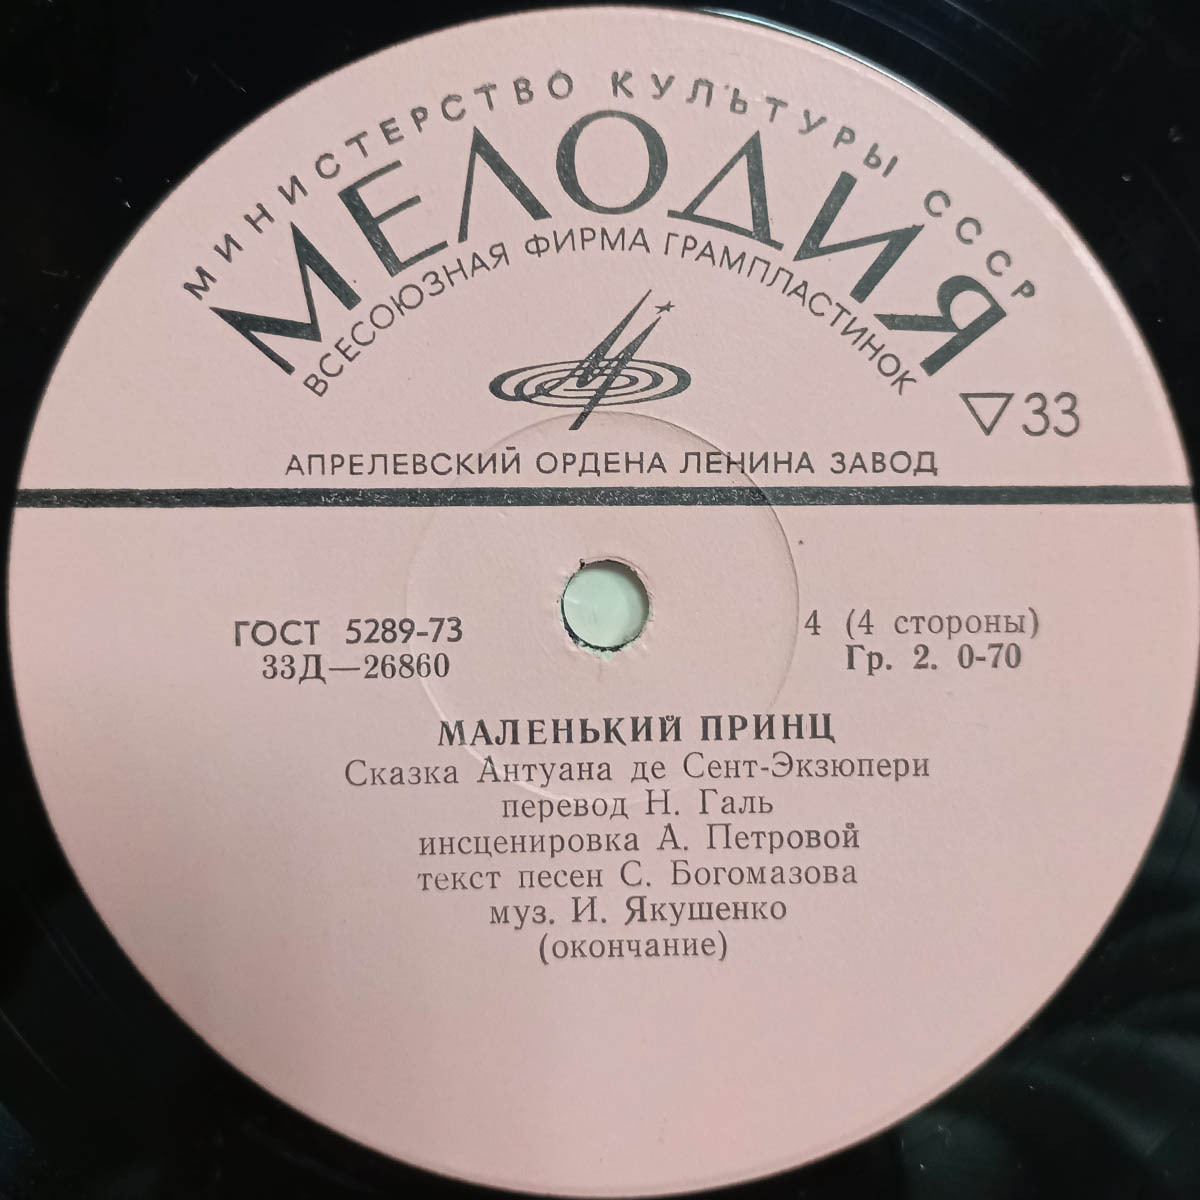 МИНИСТЕРСТВО КУЛЬТУРЫ СССР
МЕЛОДИЯ
ВСЕСОЮЗНАЯ ФИРМА ГРАМПЛАСТИНОК
▽33
АПРЕЛЕВСКИЙ ОРДЕНА ЛЕНИНА ЗАВОД
ГОСТ 5289-73
33Д—26860
4 (4 стороны)
Гр. 2. 0-70
МАЛЕНЬКИЙ ПРИНЦ
Сказка Антуана де Сент-Экзюпери
перевод Н. Галь
инсценировка А. Петровой
текст песен С. Богомазова
муз. И. Якушенко
(окончание)